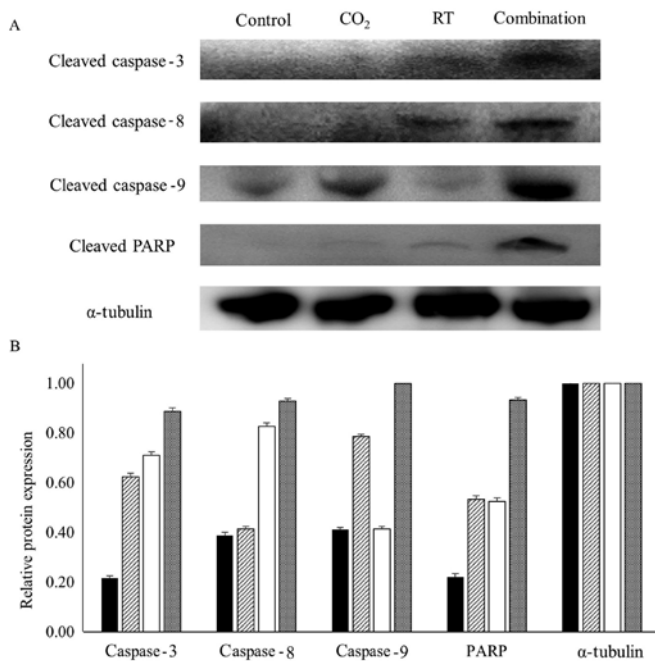 A
Control CO₂ RT Combination
Cleaved caspase-3
Cleaved caspase-8
Cleaved caspase-9
Cleaved PARP
α-tubulin
B
Relative protein expression
1.00
0.80
0.60
0.40
0.20
0.00
Caspase-3 Caspase-8 Caspase-9 PARP α-tubulin